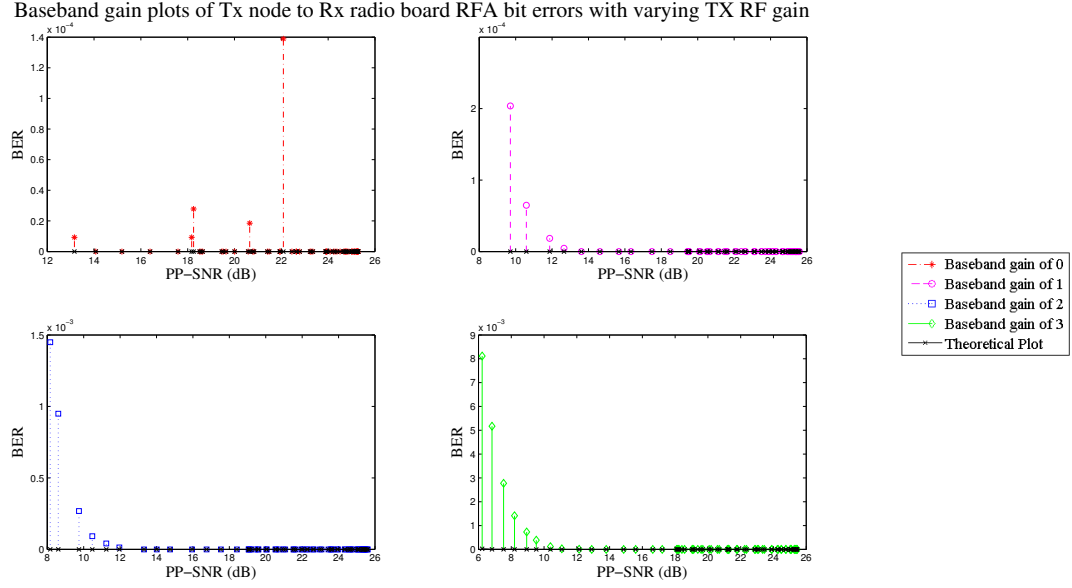 Baseband gain plots of Tx node to Rx radio board RFA bit errors with varying TX RF gain
x 10⁻⁴
1.4
1.2
1
0.8
0.6
0.4
0.2
0
BER
12 14 16 18 20 22 24 26
PP−SNR (dB)
x 10⁻⁴
2
1
0
BER
8 10 12 14 16 18 20 22 24 26
PP−SNR (dB)
Baseband gain of 0
Baseband gain of 1
Baseband gain of 2
Baseband gain of 3
Theoretical Plot
x 10⁻³
1.5
1
0.5
0
BER
8 10 12 14 16 18 20 22 24 26
PP−SNR (dB)
x 10⁻³
9
8
7
6
5
4
3
2
1
0
BER
6 8 10 12 14 16 18 20 22 24 26
PP−SNR (dB)